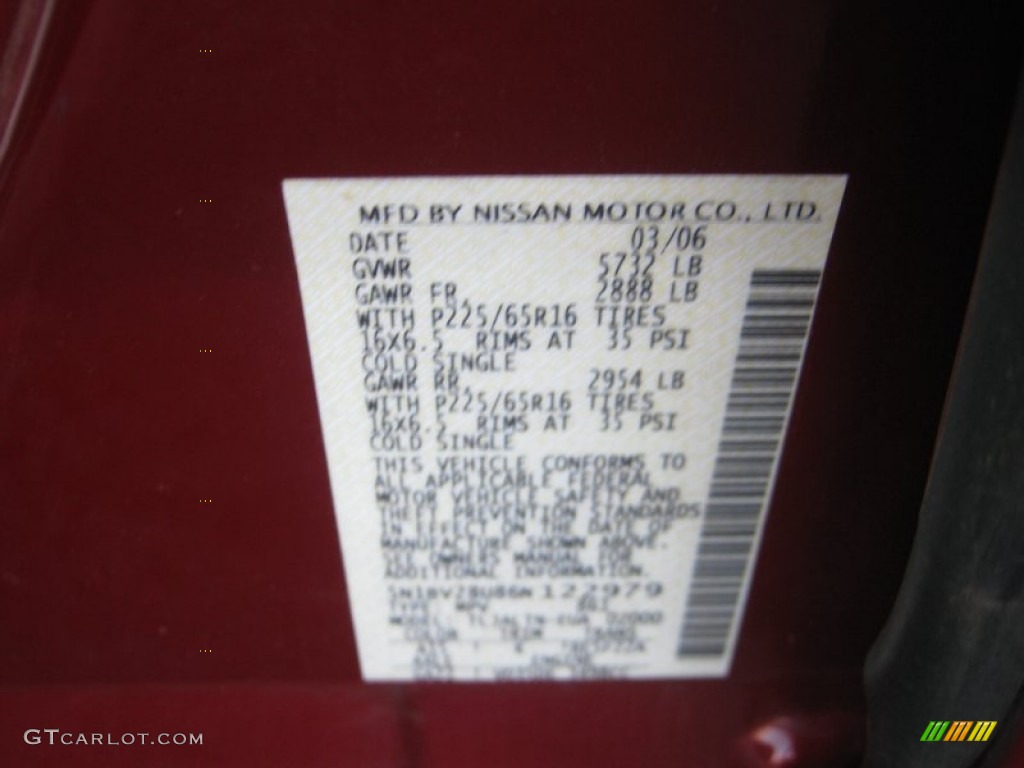 MFD BY NISSAN MOTOR CO., LTD.
DATE 03/06
GVWR 5732 LB
GAWR FR. 2888 LB
WITH P225/65R16 TIRES
16X6.5 RIMS AT 35 PSI
COLD SINGLE
GAWR RR. 2954 LB
WITH P225/65R16 TIRES
16X6.5 RIMS AT 35 PSI
COLD SINGLE
THIS VEHICLE CONFORMS TO
ALL APPLICABLE FEDERAL
MOTOR VEHICLE SAFETY AND
THEFT PREVENTION STANDARDS
IN EFFECT ON THE DATE OF
MANUFACTURE SHOWN ABOVE.
SEE OWNERS MANUAL FOR
ADDITIONAL INFORMATION.
5N1BV28U86N122979
TYPE: MPV
MODEL:
COLOR TRIM
GTCARLOT.COM